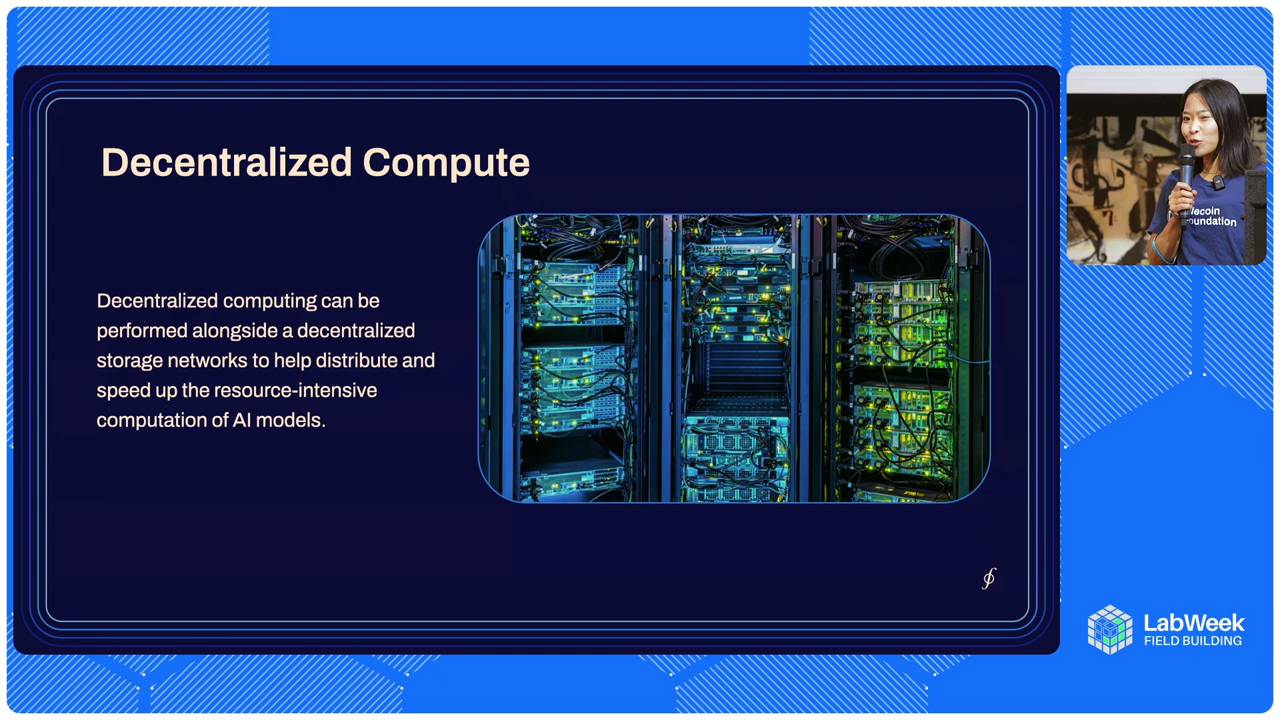 Decentralized Compute
Decentralized computing can be
performed alongside a decentralized
storage networks to help distribute and
speed up the resource-intensive
computation of AI models.
Foundation
LabWeek
FIELD BUILDING